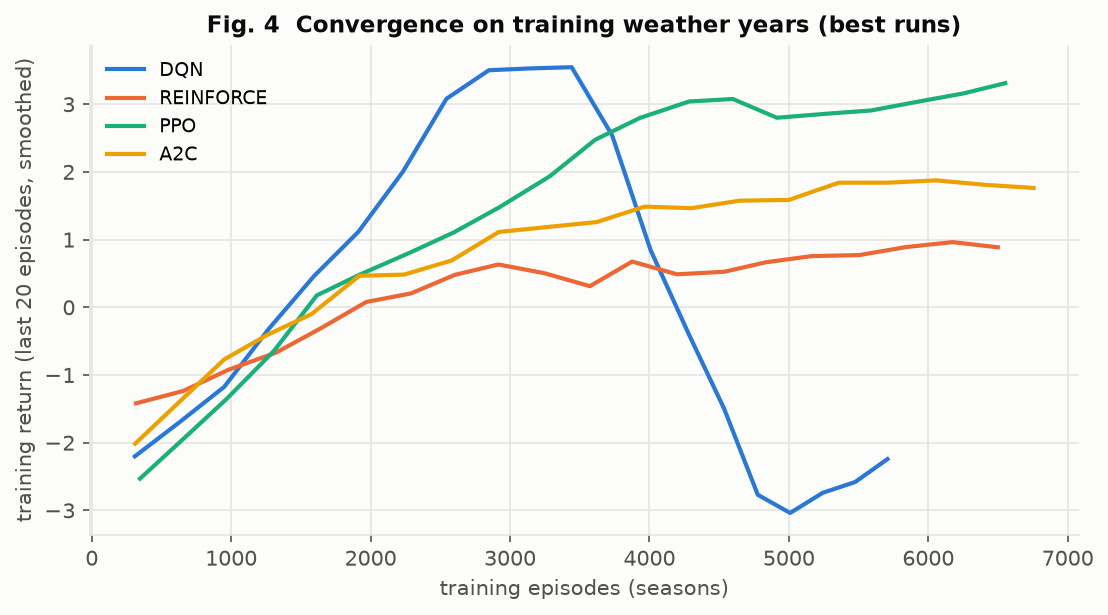 Fig. 4  Convergence on training weather years (best runs)
DQN
REINFORCE
PPO
A2C
training return (last 20 episodes, smoothed)
3
2
1
0
−1
−2
−3
0 1000 2000 3000 4000 5000 6000 7000
training episodes (seasons)